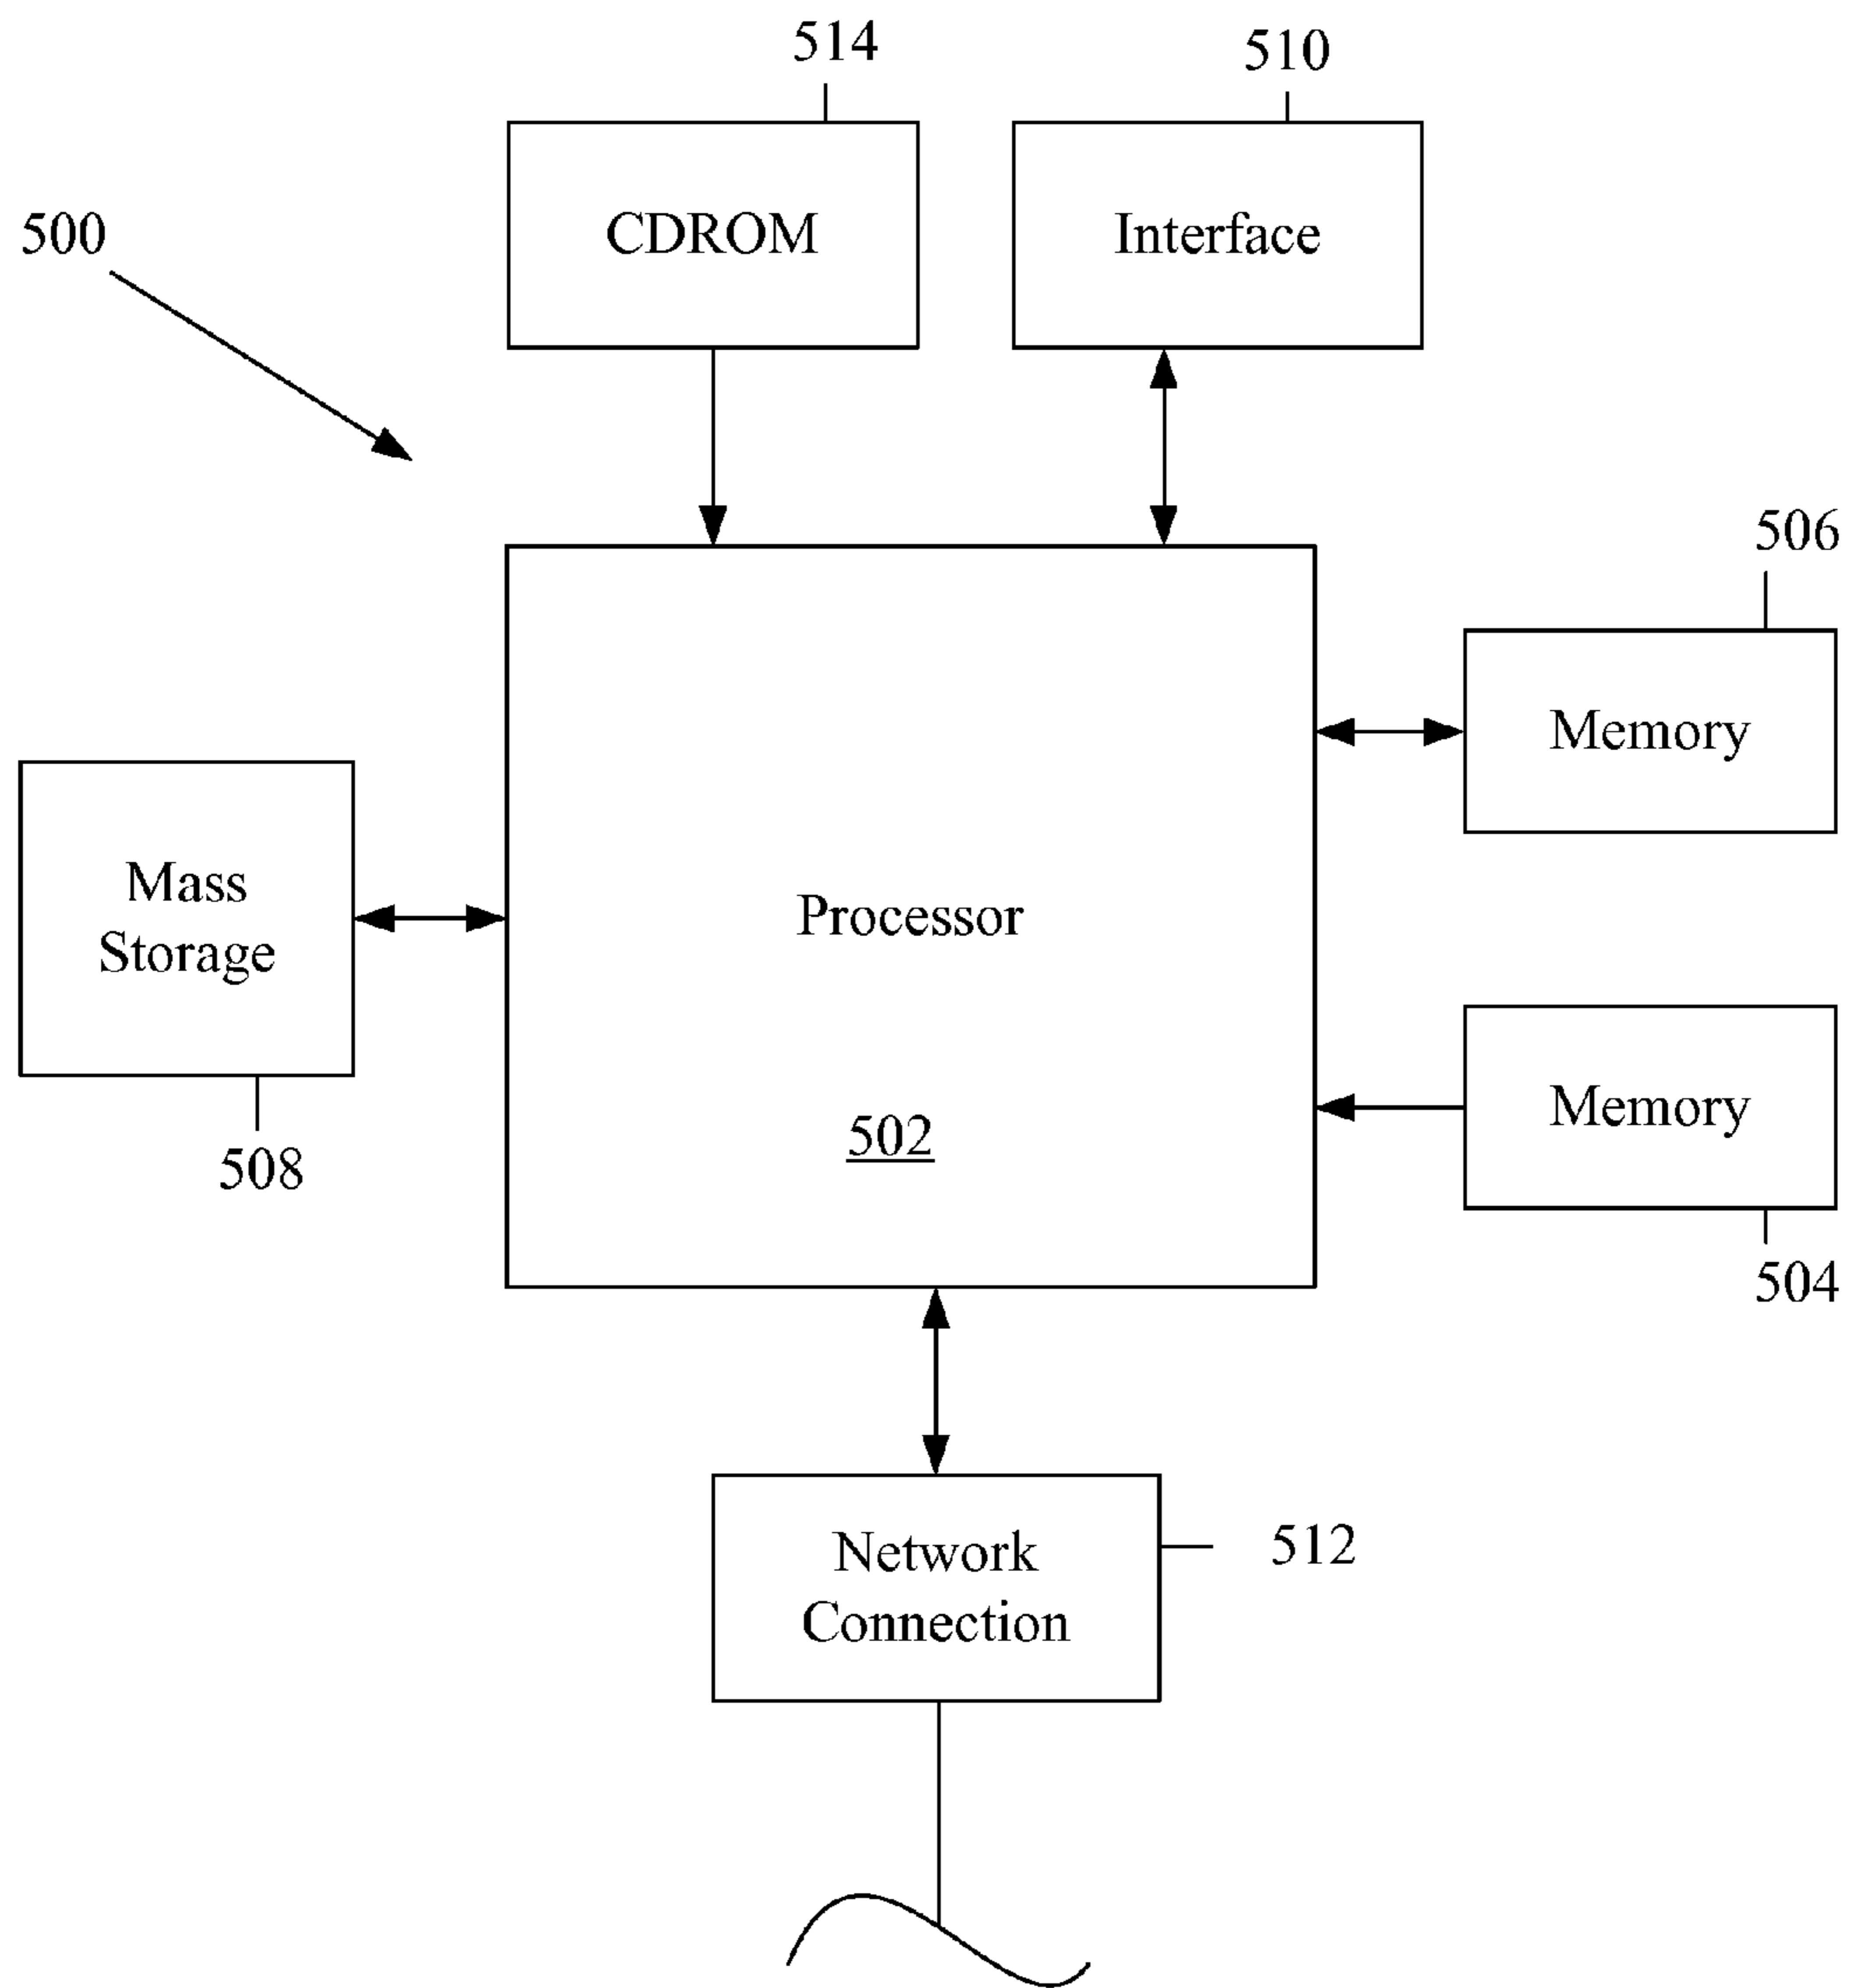 514
510
500
CDROM
Interface
506
Memory
Mass
Storage
508
Processor
502
Memory
504
Network
Connection
512